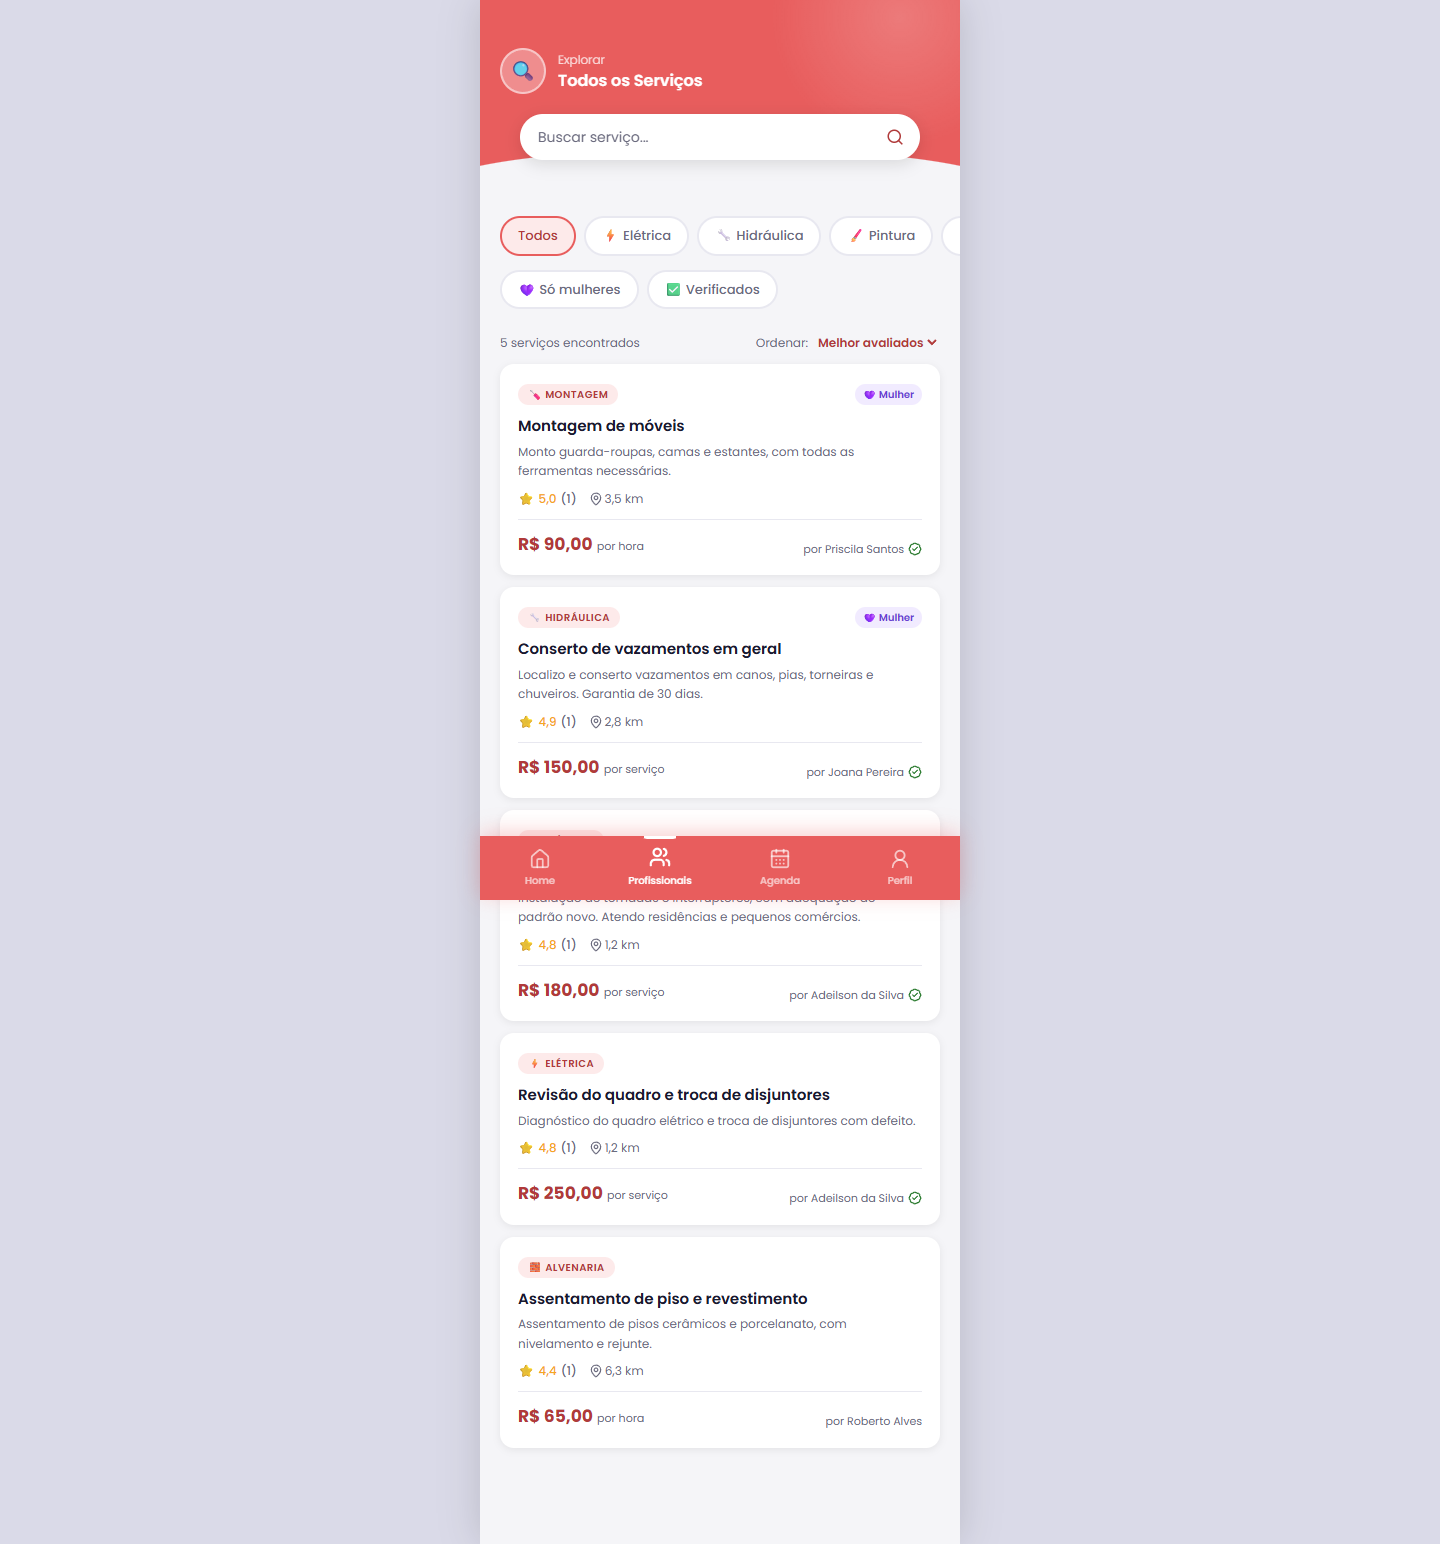 Explorar
Todos os Serviços
Buscar serviço...
Todos
Elétrica
Hidráulica
Pintura
Só mulheres
Verificados
5 serviços encontrados
Ordenar: Melhor avaliados
MONTAGEM
Mulher
Montagem de móveis
Monto guarda-roupas, camas e estantes, com todas as
ferramentas necessárias.
5,0 (1) 3,5 km
R$ 90,00 por hora
por Priscila Santos
HIDRÁULICA
Mulher
Conserto de vazamentos em geral
Localizo e conserto vazamentos em canos, pias, torneiras e
chuveiros. Garantia de 30 dias.
4,9 (1) 2,8 km
R$ 150,00 por serviço
por Joana Pereira
Home
Profissionais
Agenda
Perfil
Instalação de tomadas e interruptores, com adequação ao
padrão novo. Atendo residências e pequenos comércios.
4,8 (1) 1,2 km
R$ 180,00 por serviço
por Adeilson da Silva
ELÉTRICA
Revisão do quadro e troca de disjuntores
Diagnóstico do quadro elétrico e troca de disjuntores com defeito.
4,8 (1) 1,2 km
R$ 250,00 por serviço
por Adeilson da Silva
ALVENARIA
Assentamento de piso e revestimento
Assentamento de pisos cerâmicos e porcelanato, com
nivelamento e rejunte.
4,4 (1) 6,3 km
R$ 65,00 por hora
por Roberto Alves